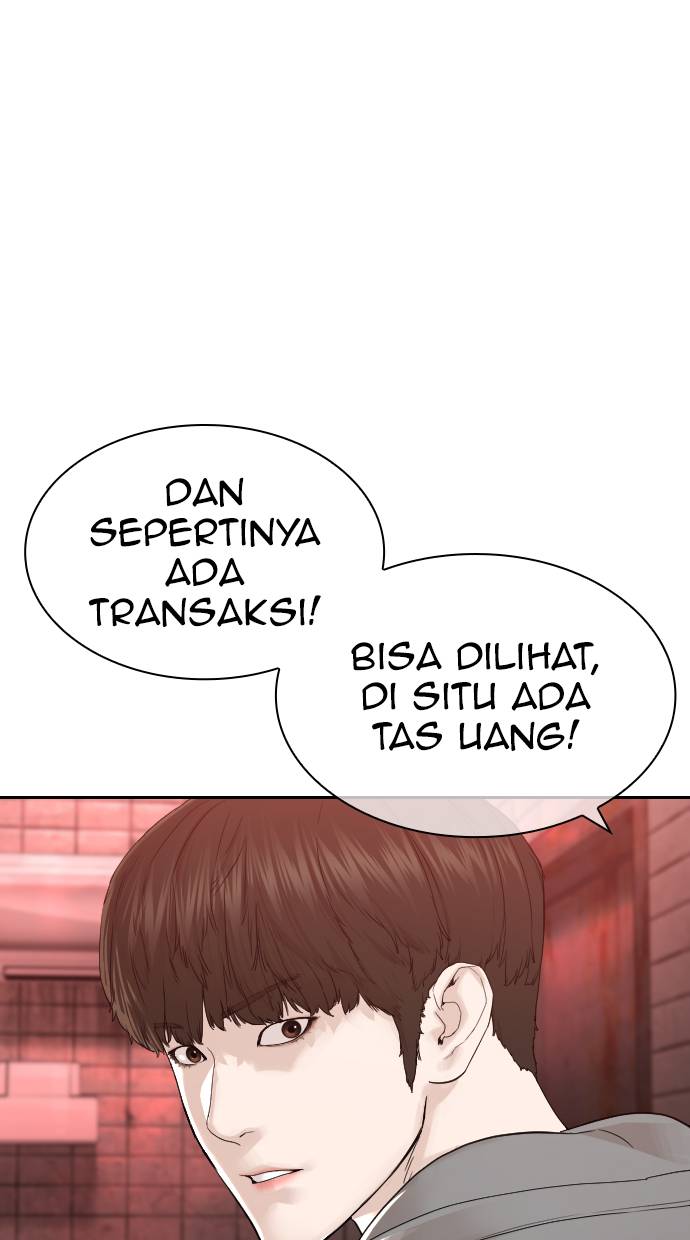 DAN
SEPERTINYA
ADA
TRANSAKSI!
BISA DILIHAT,
DI SITU ADA
TAS UANG!